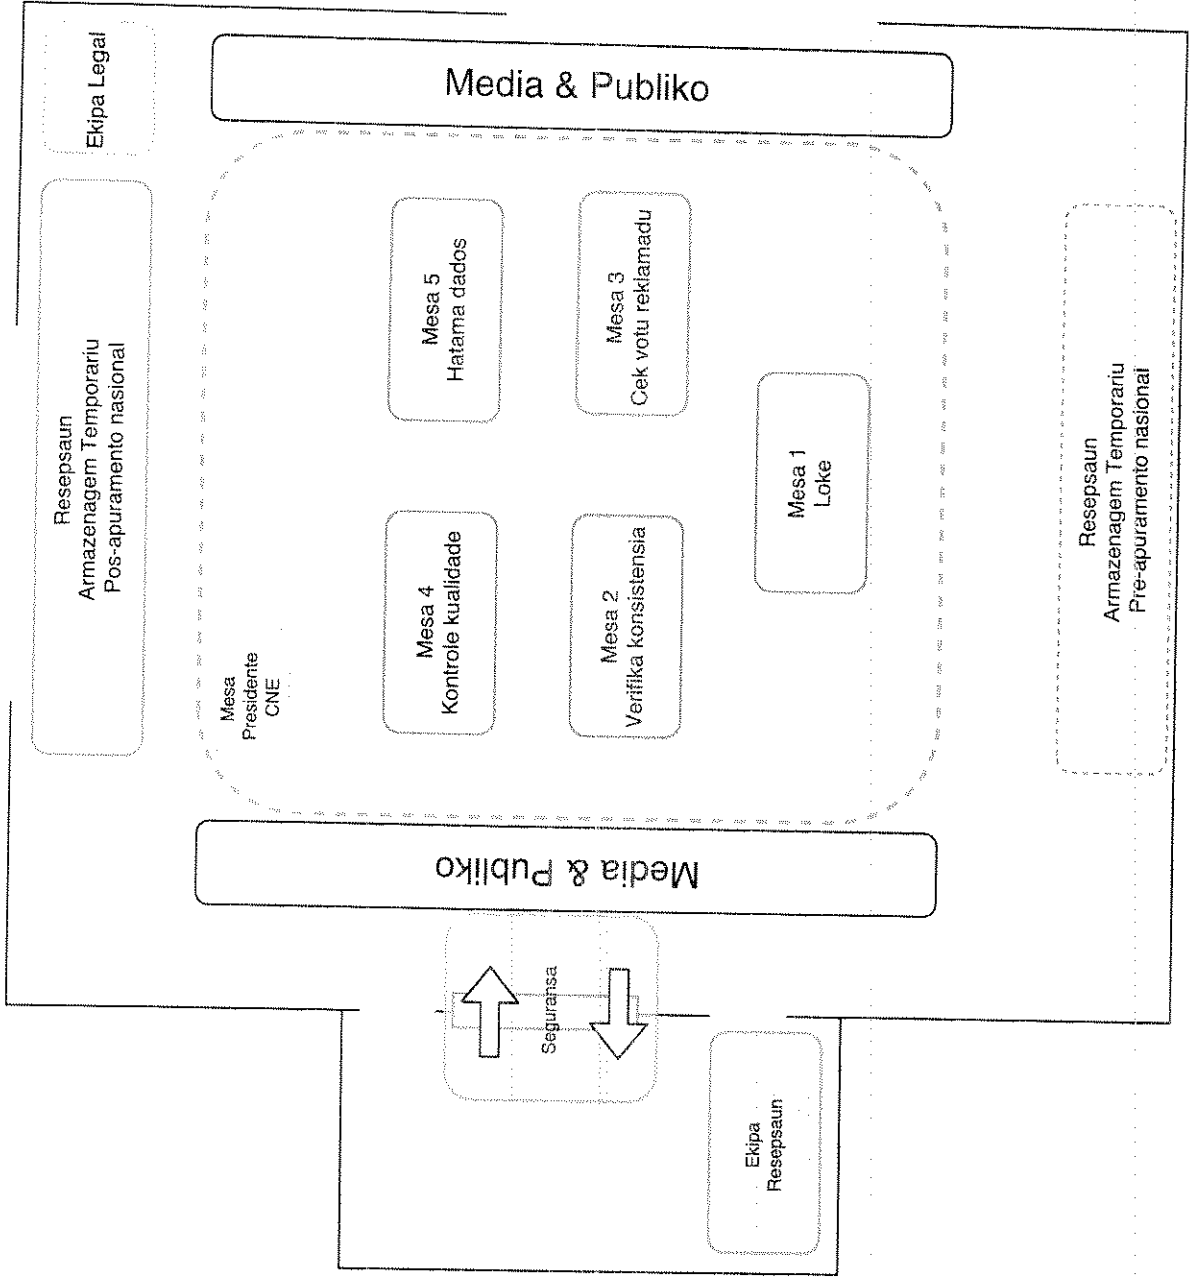 Media & Publiko
Ekipa Legal
Resepsaun
Armazenagem Temporariu
Pos-apuramento nasional
Mesa
Presidente
CNE
Mesa 5
Hatama dados
Mesa 3
Cek votu reklamadu
Mesa 4
Kontrole kualidade
Mesa 2
Verifika konsistensia
Mesa 1
Loke
Resepsaun
Armazenagem Temporariu
Pre-apuramento nasional
Media & Publiko
Seguransa
Ekipa
Resepsaun